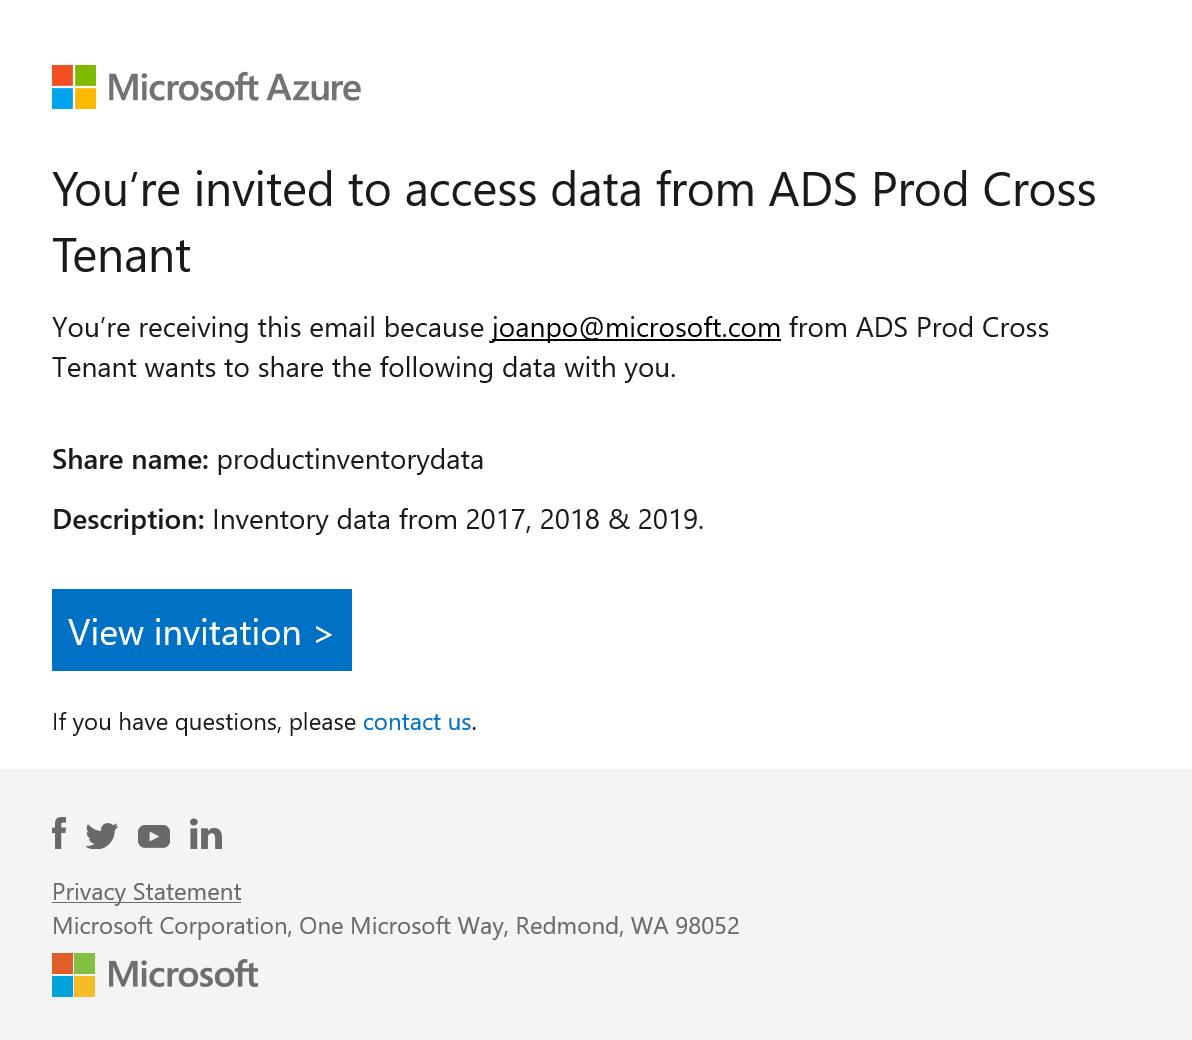 Microsoft Azure
You’re invited to access data from ADS Prod Cross
Tenant
You’re receiving this email because joanpo@microsoft.com from ADS Prod Cross
Tenant wants to share the following data with you.
Share name: productinventorydata
Description: Inventory data from 2017, 2018 & 2019.
View invitation >
If you have questions, please contact us.
Privacy Statement
Microsoft Corporation, One Microsoft Way, Redmond, WA 98052
Microsoft